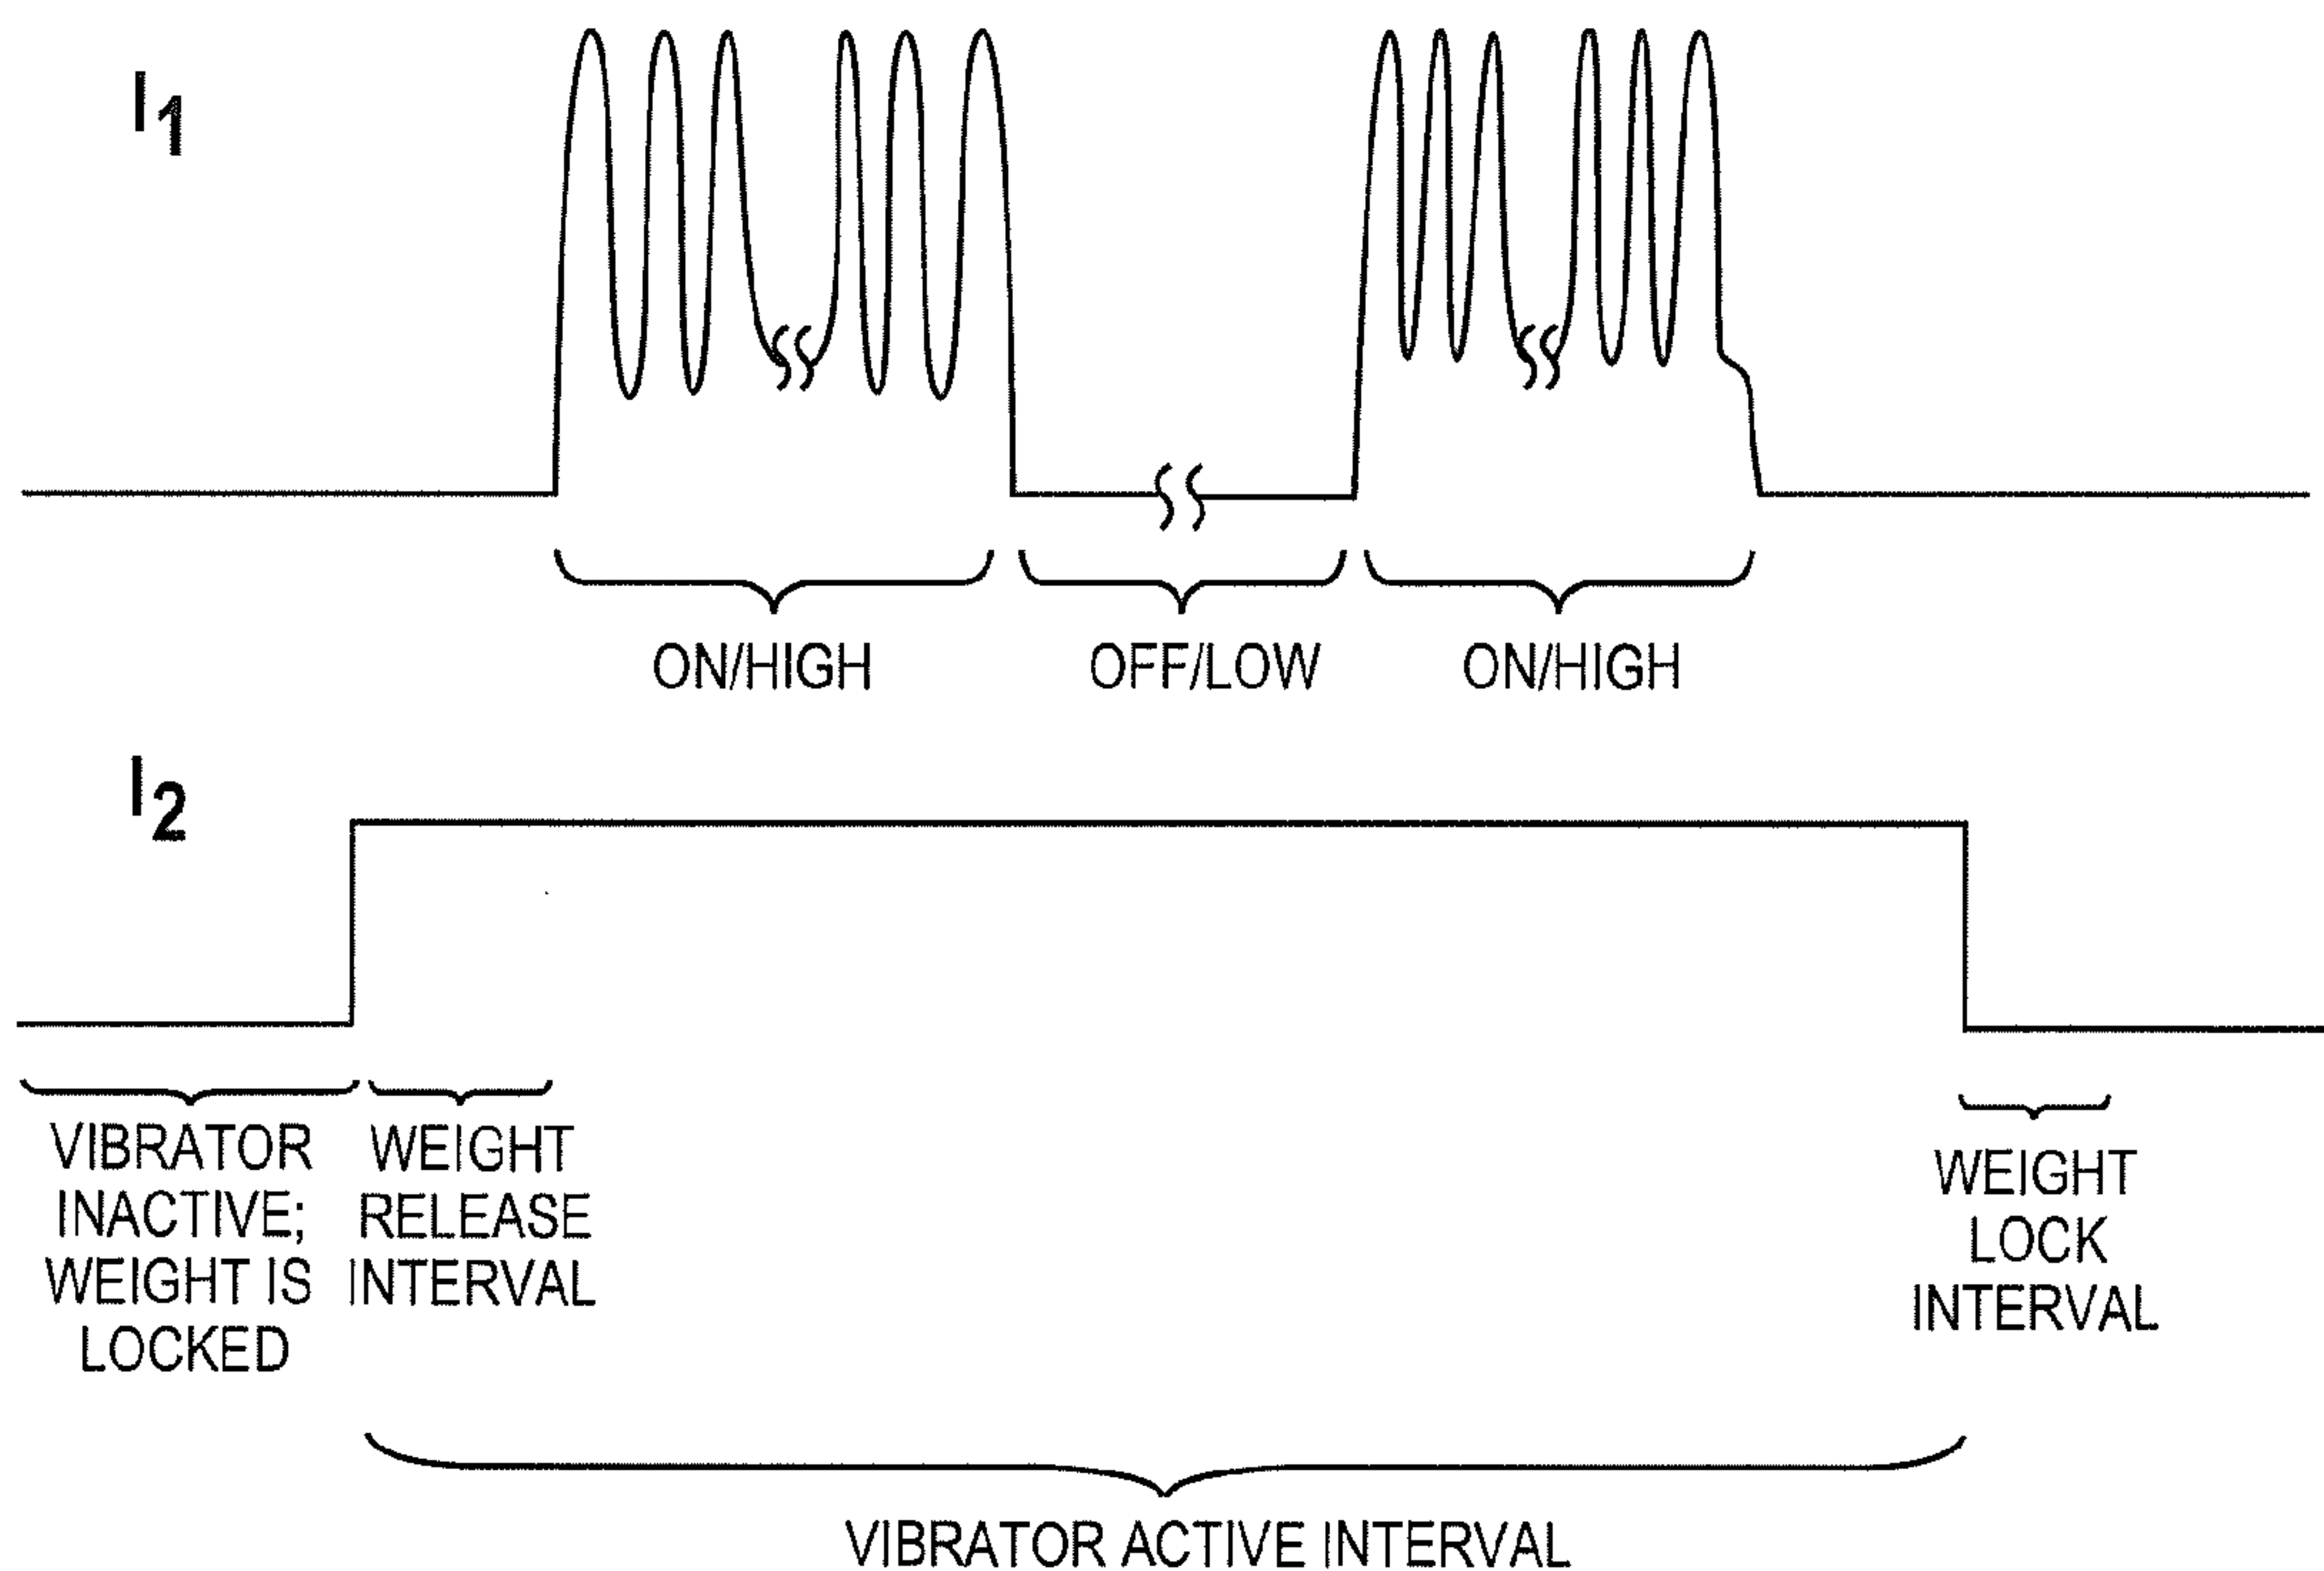 I1
ON/HIGH OFF/LOW ON/HIGH
I2
VIBRATOR
INACTIVE;
WEIGHT IS
LOCKED
WEIGHT
RELEASE
INTERVAL
WEIGHT
LOCK
INTERVAL
VIBRATOR ACTIVE INTERVAL